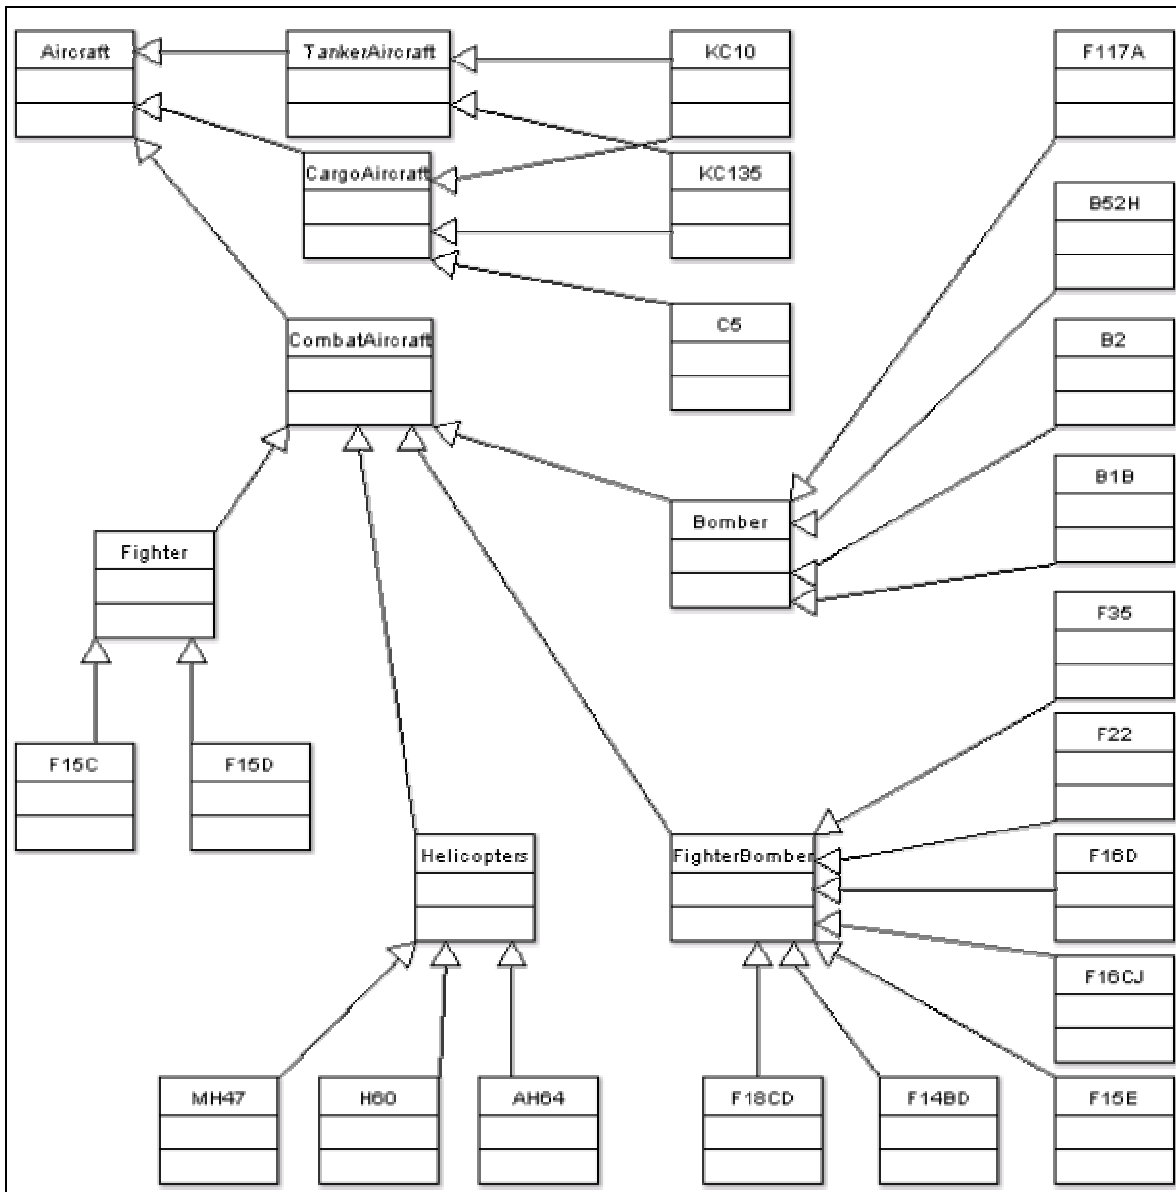 Aircraft
TankerAircraft
KC10
F117A
CargoAircraft
KC135
B52H
C5
CombatAircraft
B2
B1B
Bomber
Fighter
F35
F22
F15C
F15D
Helicopters
FighterBomber
F16D
F16CJ
MH47
H60
AH64
F18CD
F14BD
F15E